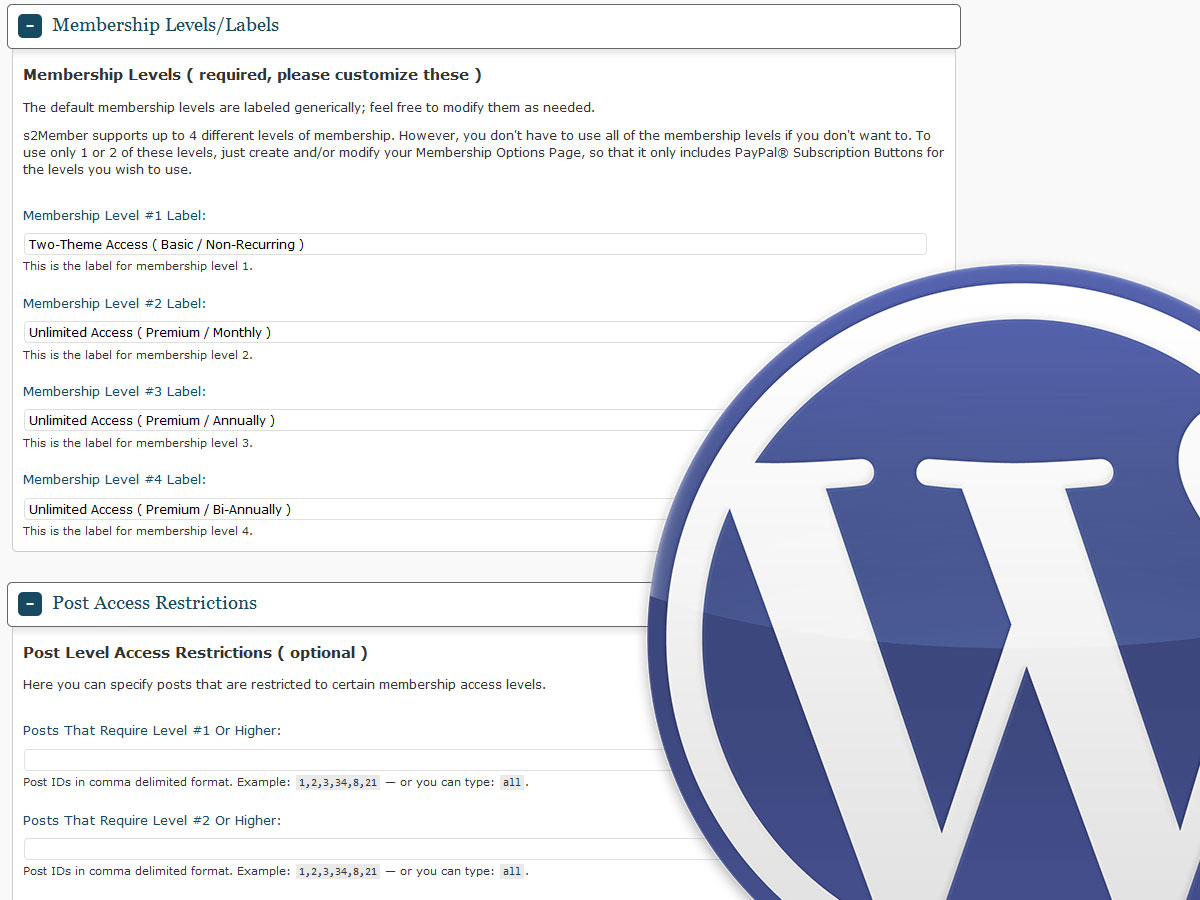 Membership Levels/Labels
Membership Levels ( required, please customize these )
The default membership levels are labeled generically; feel free to modify them as needed.
s2Member supports up to 4 different levels of membership. However, you don't have to use all of the membership levels if you don't want to. To
use only 1 or 2 of these levels, just create and/or modify your Membership Options Page, so that it only includes PayPal® Subscription Buttons for
the levels you wish to use.
Membership Level #1 Label:
Two-Theme Access ( Basic / Non-Recurring )
This is the label for membership level 1.
Membership Level #2 Label:
Unlimited Access ( Premium / Monthly )
This is the label for membership level 2.
Membership Level #3 Label:
Unlimited Access ( Premium / Annually )
This is the label for membership level 3.
Membership Level #4 Label:
Unlimited Access ( Premium / Bi-Annually )
This is the label for membership level 4.
Post Access Restrictions
Post Level Access Restrictions ( optional )
Here you can specify posts that are restricted to certain membership access levels.
Posts That Require Level #1 Or Higher:
Post IDs in comma delimited format. Example: 1,2,3,34,8,21 — or you can type: all.
Posts That Require Level #2 Or Higher:
Post IDs in comma delimited format. Example: 1,2,3,34,8,21 — or you can type: all.
W